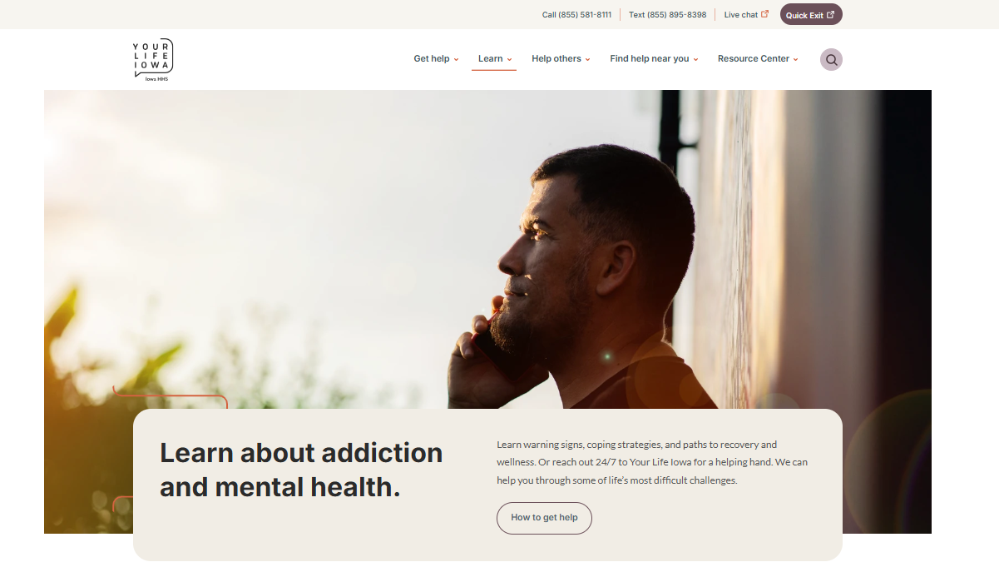 Call (855) 581-8111
Text (855) 895-8398
Live chat
Quick Exit
YOUR
LIFE
IOWA
Iowa HHS
Get help
Learn
Help others
Find help near you
Resource Center
Learn about addiction
and mental health.
Learn warning signs, coping strategies, and paths to recovery and
wellness. Or reach out 24/7 to Your Life Iowa for a helping hand. We can
help you through some of life’s most difficult challenges.
How to get help